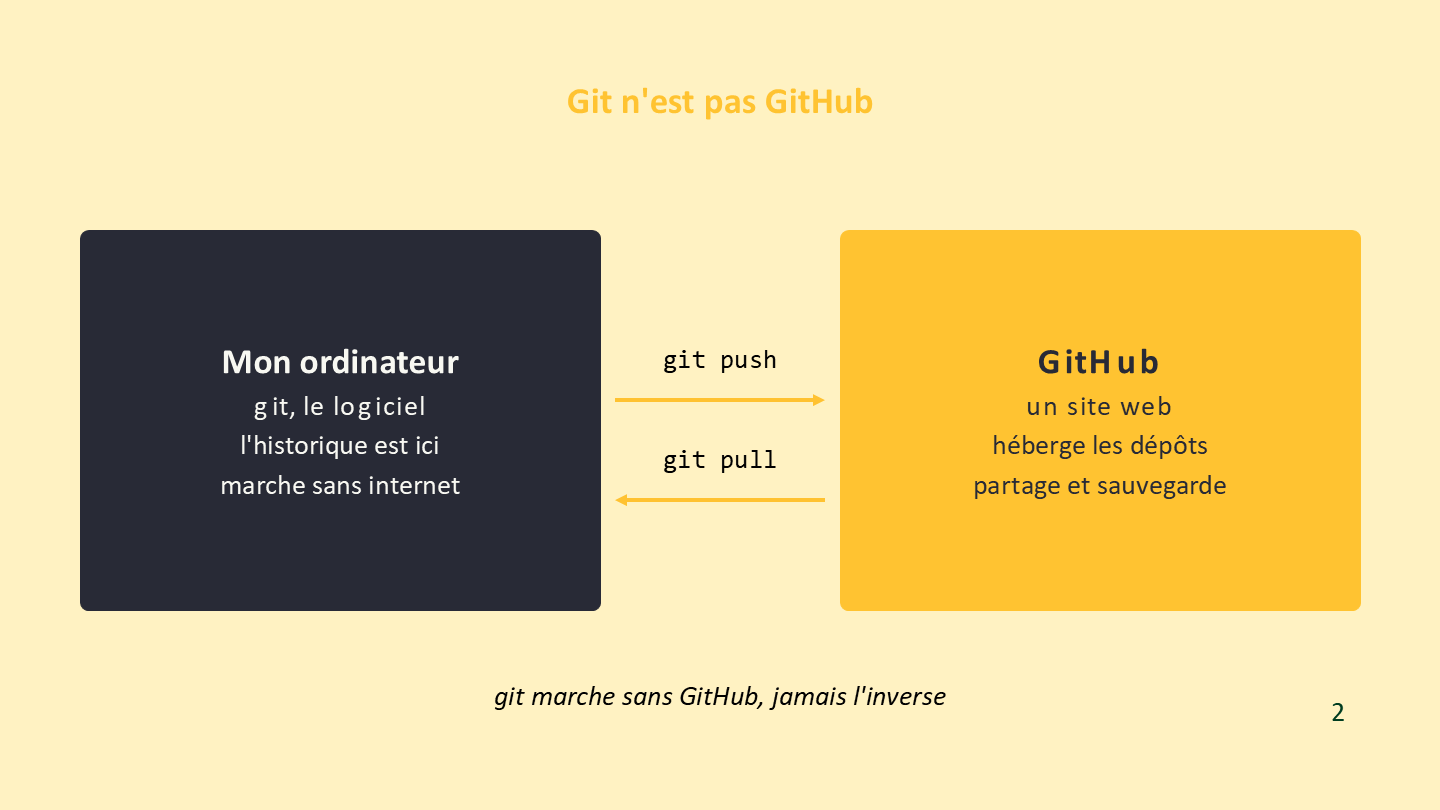 Git n'est pas GitHub
Mon ordinateur
git, le logiciel
l'historique est ici
marche sans internet
git push
git pull
GitHub
un site web
héberge les dépôts
partage et sauvegarde
git marche sans GitHub, jamais l'inverse
2